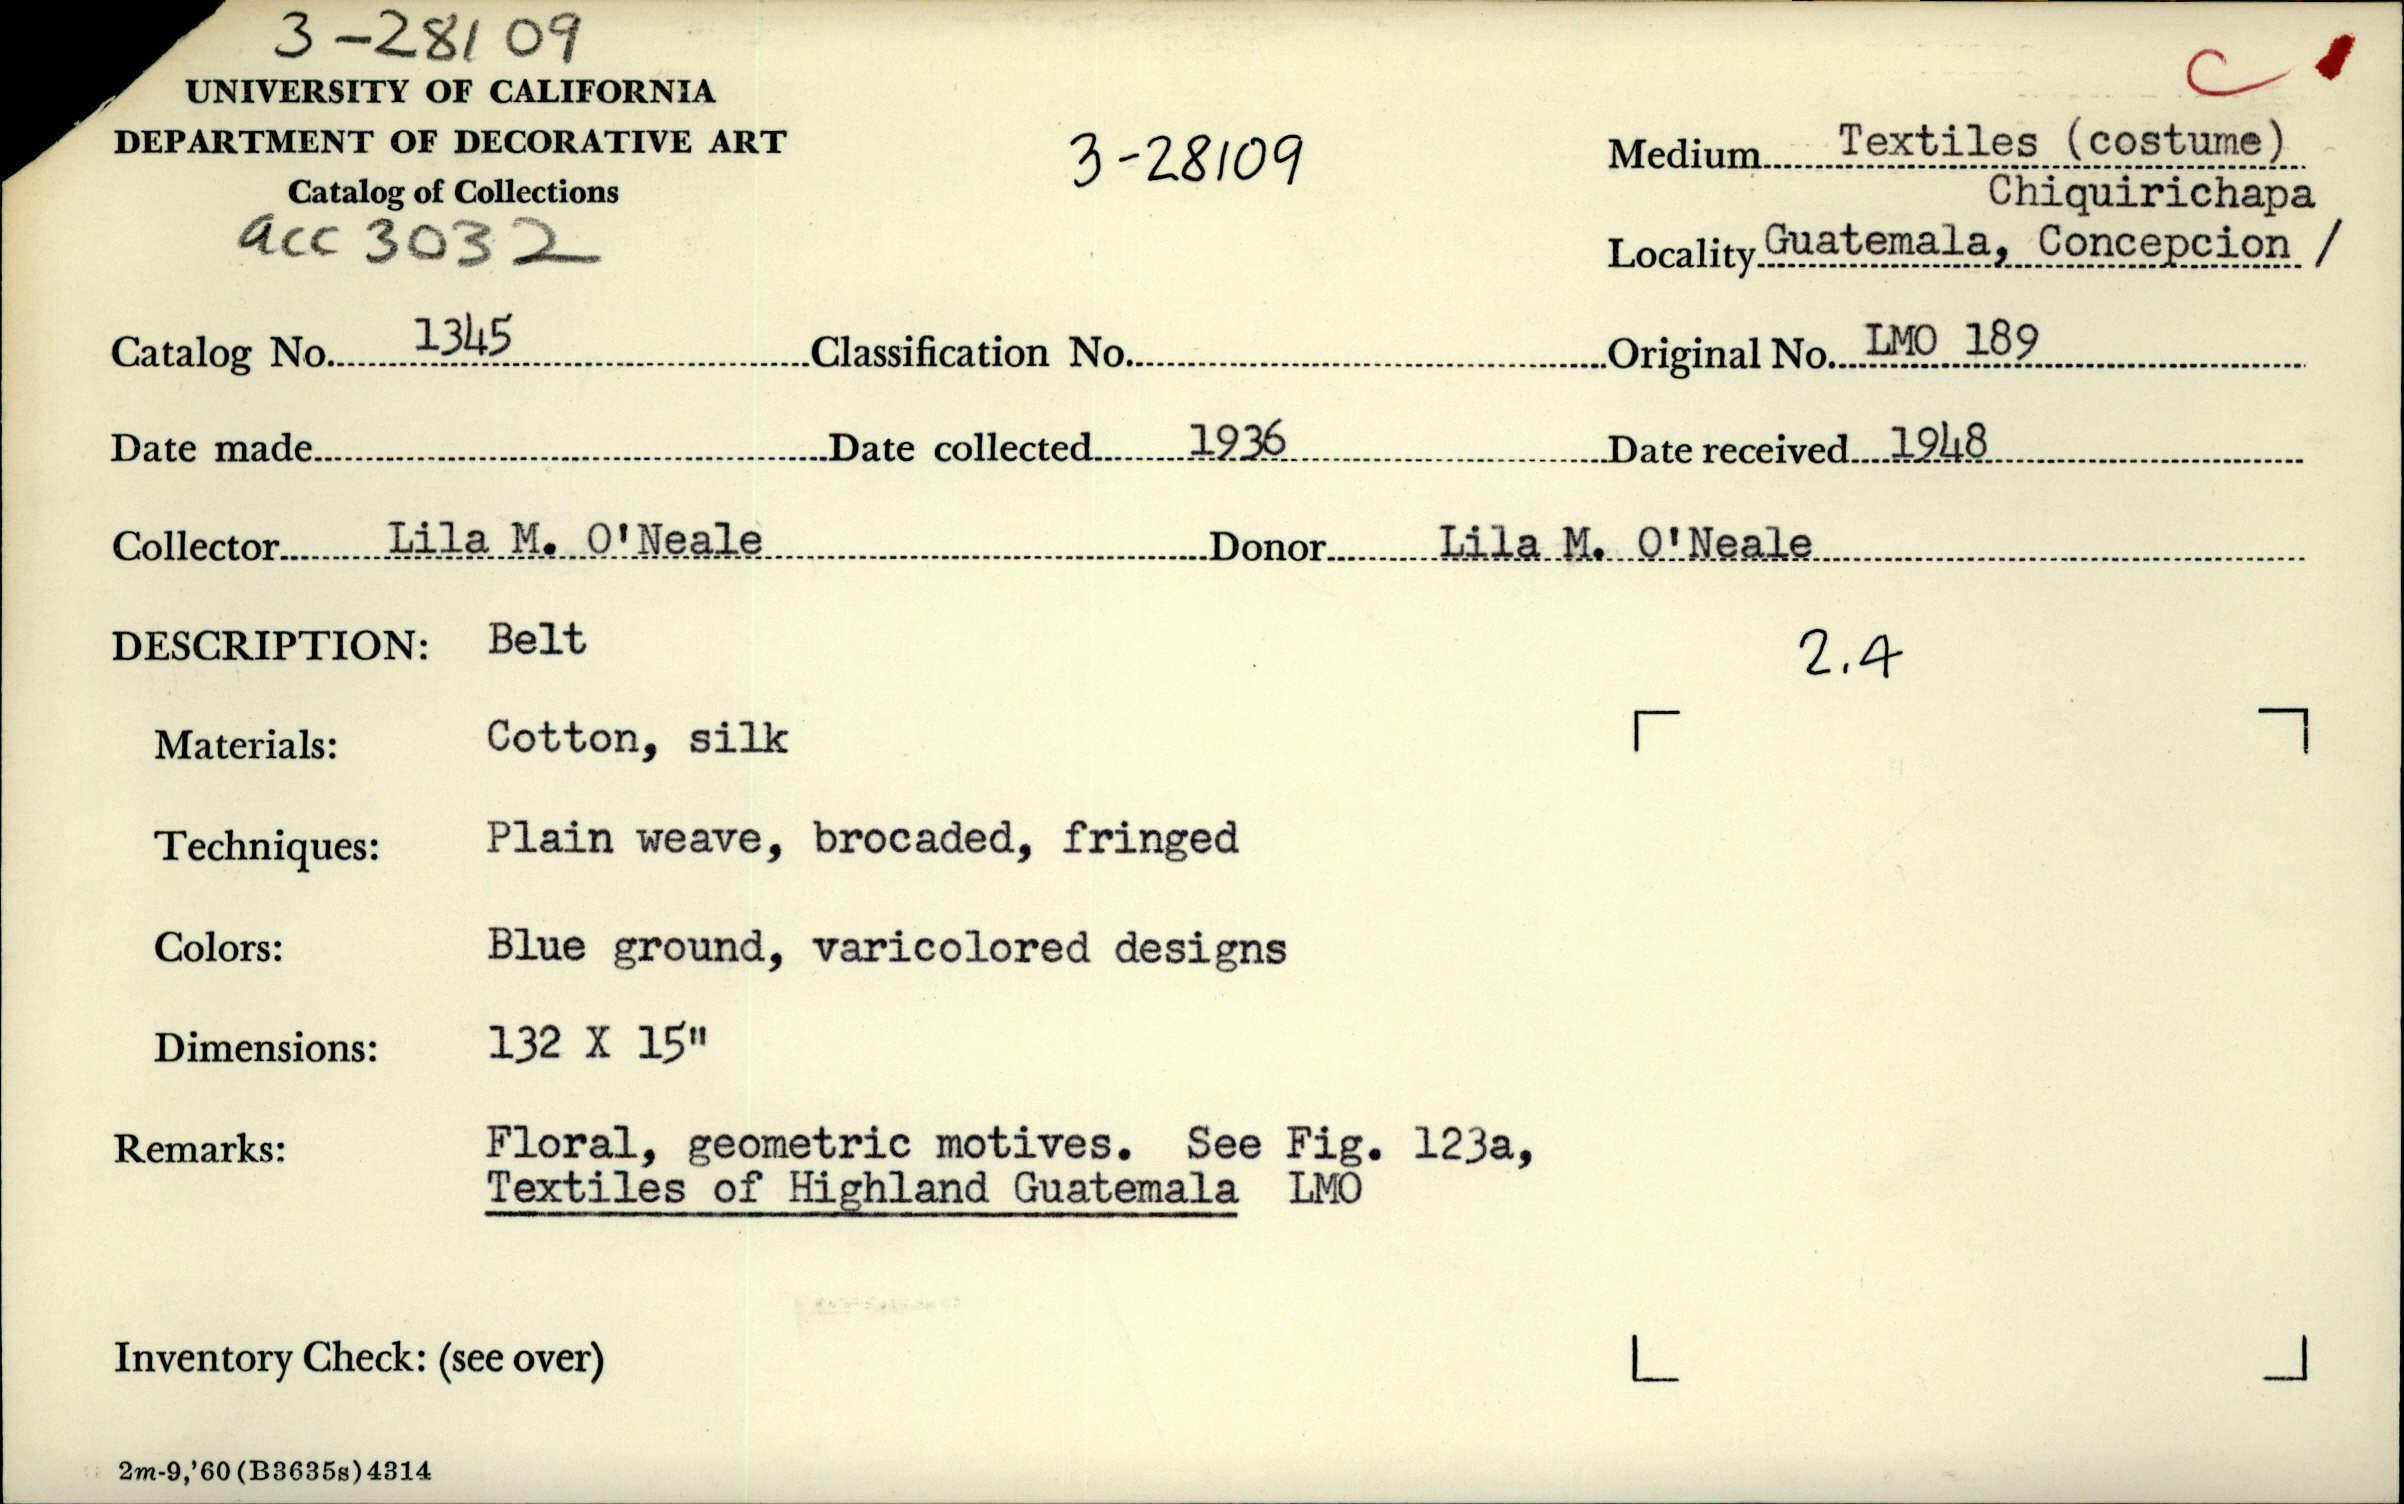 3-28109
UNIVERSITY OF CALIFORNIA
DEPARTMENT OF DECORATIVE ART
Catalog of Collections
acc 3032
3-28109
C
Medium Textiles (costume)
Chiquirichapa
Locality Guatemala, Concepcion /
Catalog No. 1345 Classification No. Original No. LMO 189
Date made Date collected 1936 Date received 1948
Collector Lila M. O'Neale Donor Lila M. O'Neale
DESCRIPTION: Belt
2.4
Materials: Cotton, silk
Techniques: Plain weave, brocaded, fringed
Colors: Blue ground, varicolored designs
Dimensions: 132 X 15"
Remarks: Floral, geometric motives. See Fig. 123a,
Textiles of Highland Guatemala LMO
Inventory Check: (see over)
2m-9,'60(B3635s)4314